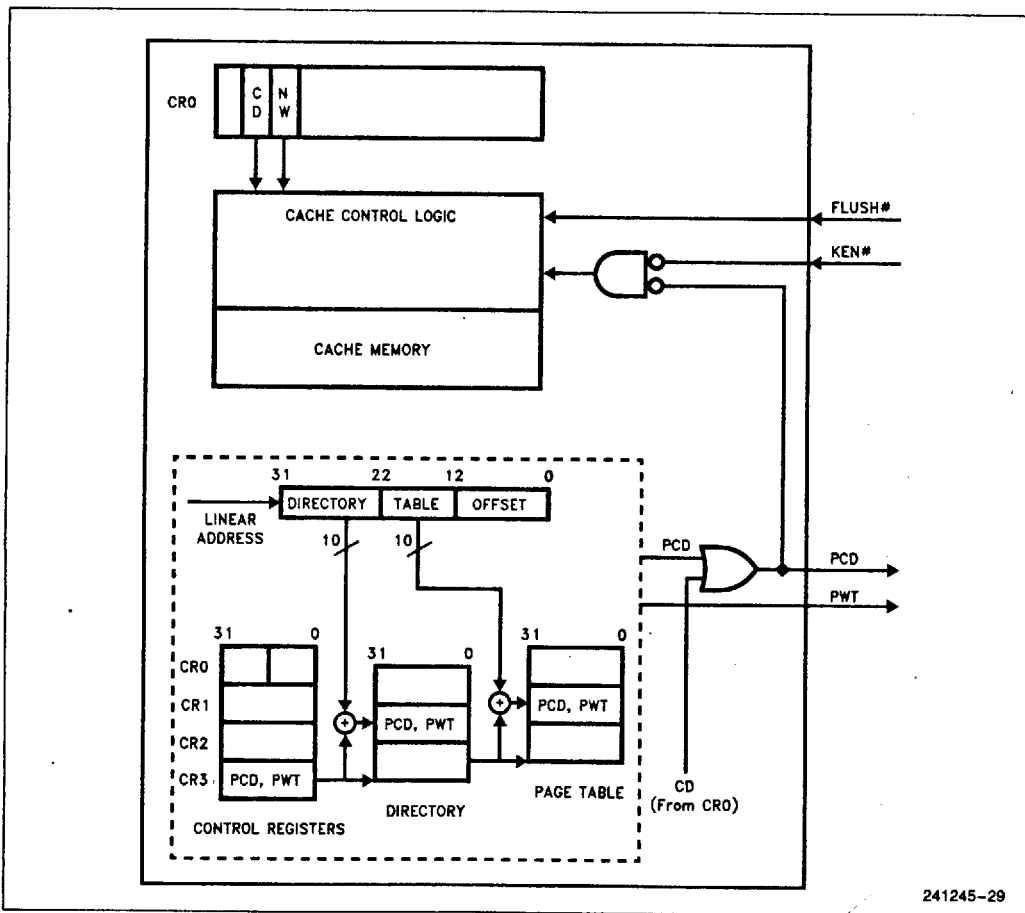 CR0
CD
NW
CACHE CONTROL LOGIC
FLUSH#
KEN#
CACHE MEMORY
31 22 12 0
DIRECTORY TABLE OFFSET
LINEAR
ADDRESS
10 10
PCD
PCD
PWT
31 0
31 0
31 0
CR0
CR1
CR2
CR3
PCD, PWT
PCD, PWT
PCD, PWT
DIRECTORY
PAGE TABLE
CONTROL REGISTERS
CD
(From CR0)
241245-29